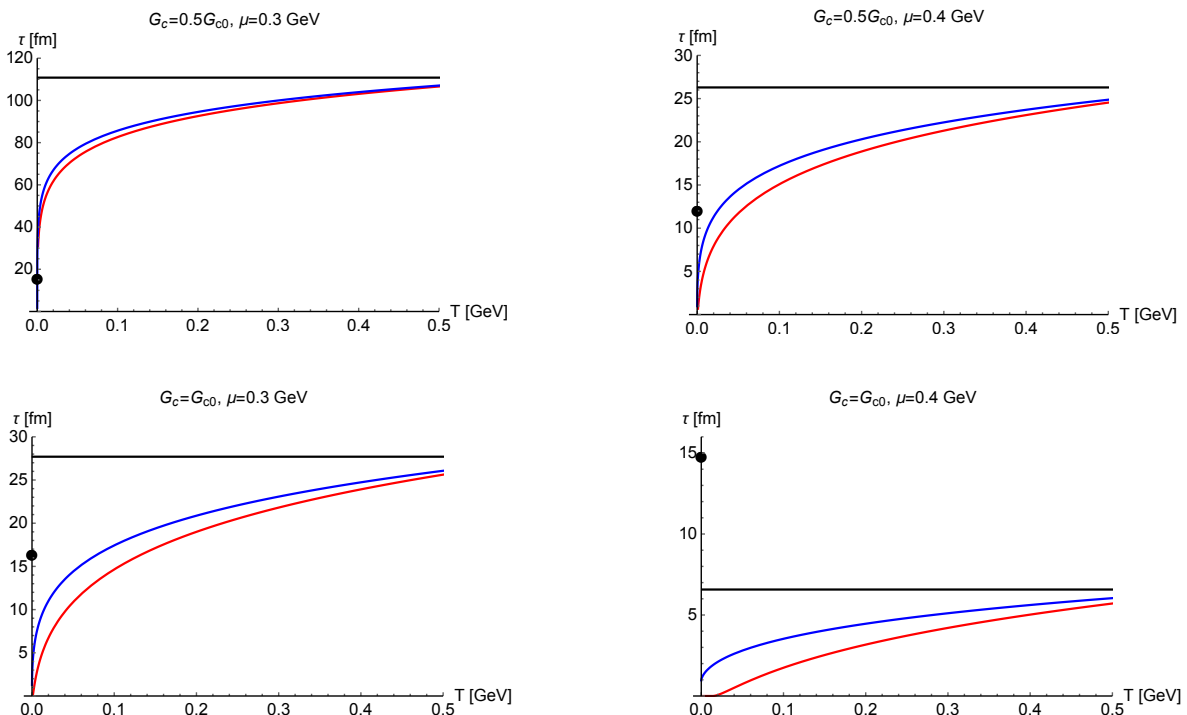 G_c=0.5G_c0, μ=0.3 GeV
τ [fm]
120
100
80
60
40
20
0.0 0.1 0.2 0.3 0.4 0.5
T [GeV]
G_c=0.5G_c0, μ=0.4 GeV
τ [fm]
30
25
20
15
10
5
0.0 0.1 0.2 0.3 0.4 0.5
T [GeV]
G_c=G_c0, μ=0.3 GeV
τ [fm]
30
25
20
15
10
5
0.0 0.1 0.2 0.3 0.4 0.5
T [GeV]
G_c=G_c0, μ=0.4 GeV
τ [fm]
15
10
5
0.0 0.1 0.2 0.3 0.4 0.5
T [GeV]